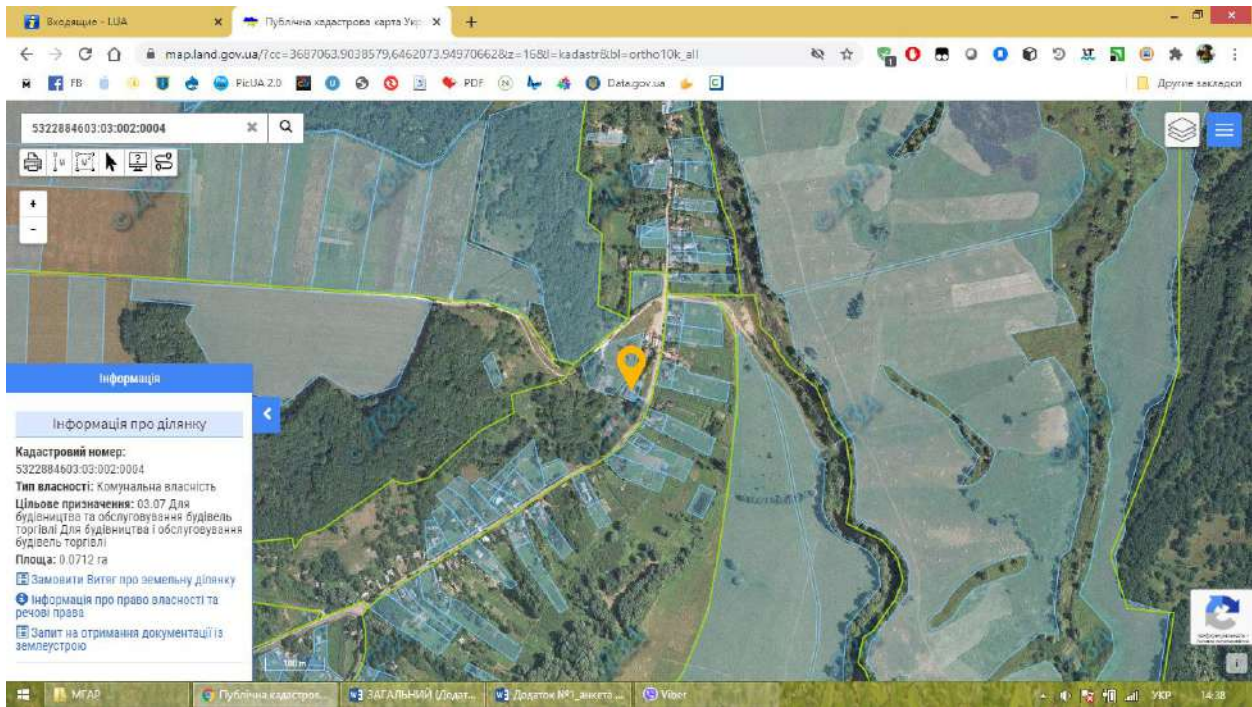 Входящие - I.UA
Публічна кадастрова карта Укр
map.land.gov.ua/?cc=3687063.9038579,6462073.94970662&z=16&l=kadastr&bl=ortho10k_all
FB
PicUA 2.0
PDF
Data.gov.ua
Другие закладки
5322884603:03:002:0004
+
-
Інформація
Інформація про ділянку
Кадастровий номер:
5322884603:03:002:0004
Тип власності: Комунальна власність
Цільове призначення: 03.07 Для
будівництва та обслуговування будівель
торгівлі Для будівництва і обслуговування
будівель торгівлі
Площа: 0.0712 га
Замовити Витяг про земельну ділянку
Інформація про право власності та
речові права
Запит на отримання документації із
землеустрою
100 m
МГАР
Публічна кадастров...
ЗАГАЛЬНИЙ (Додат...
Додаток №1_анкета ...
Viber
УКР
14:38